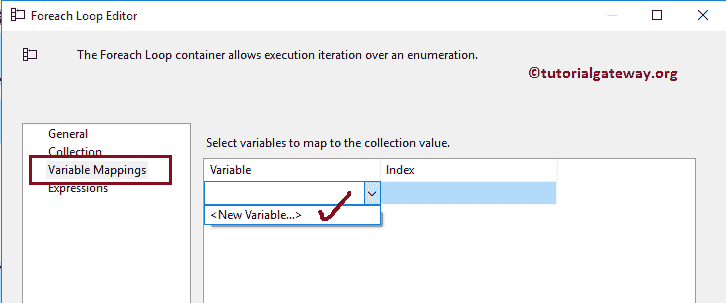 Foreach Loop Editor
The Foreach Loop container allows execution iteration over an enumeration.
©tutorialgateway.org
General
Collection
Variable Mappings
Expressions
Select variables to map to the collection value.
Variable Index
<New Variable...>